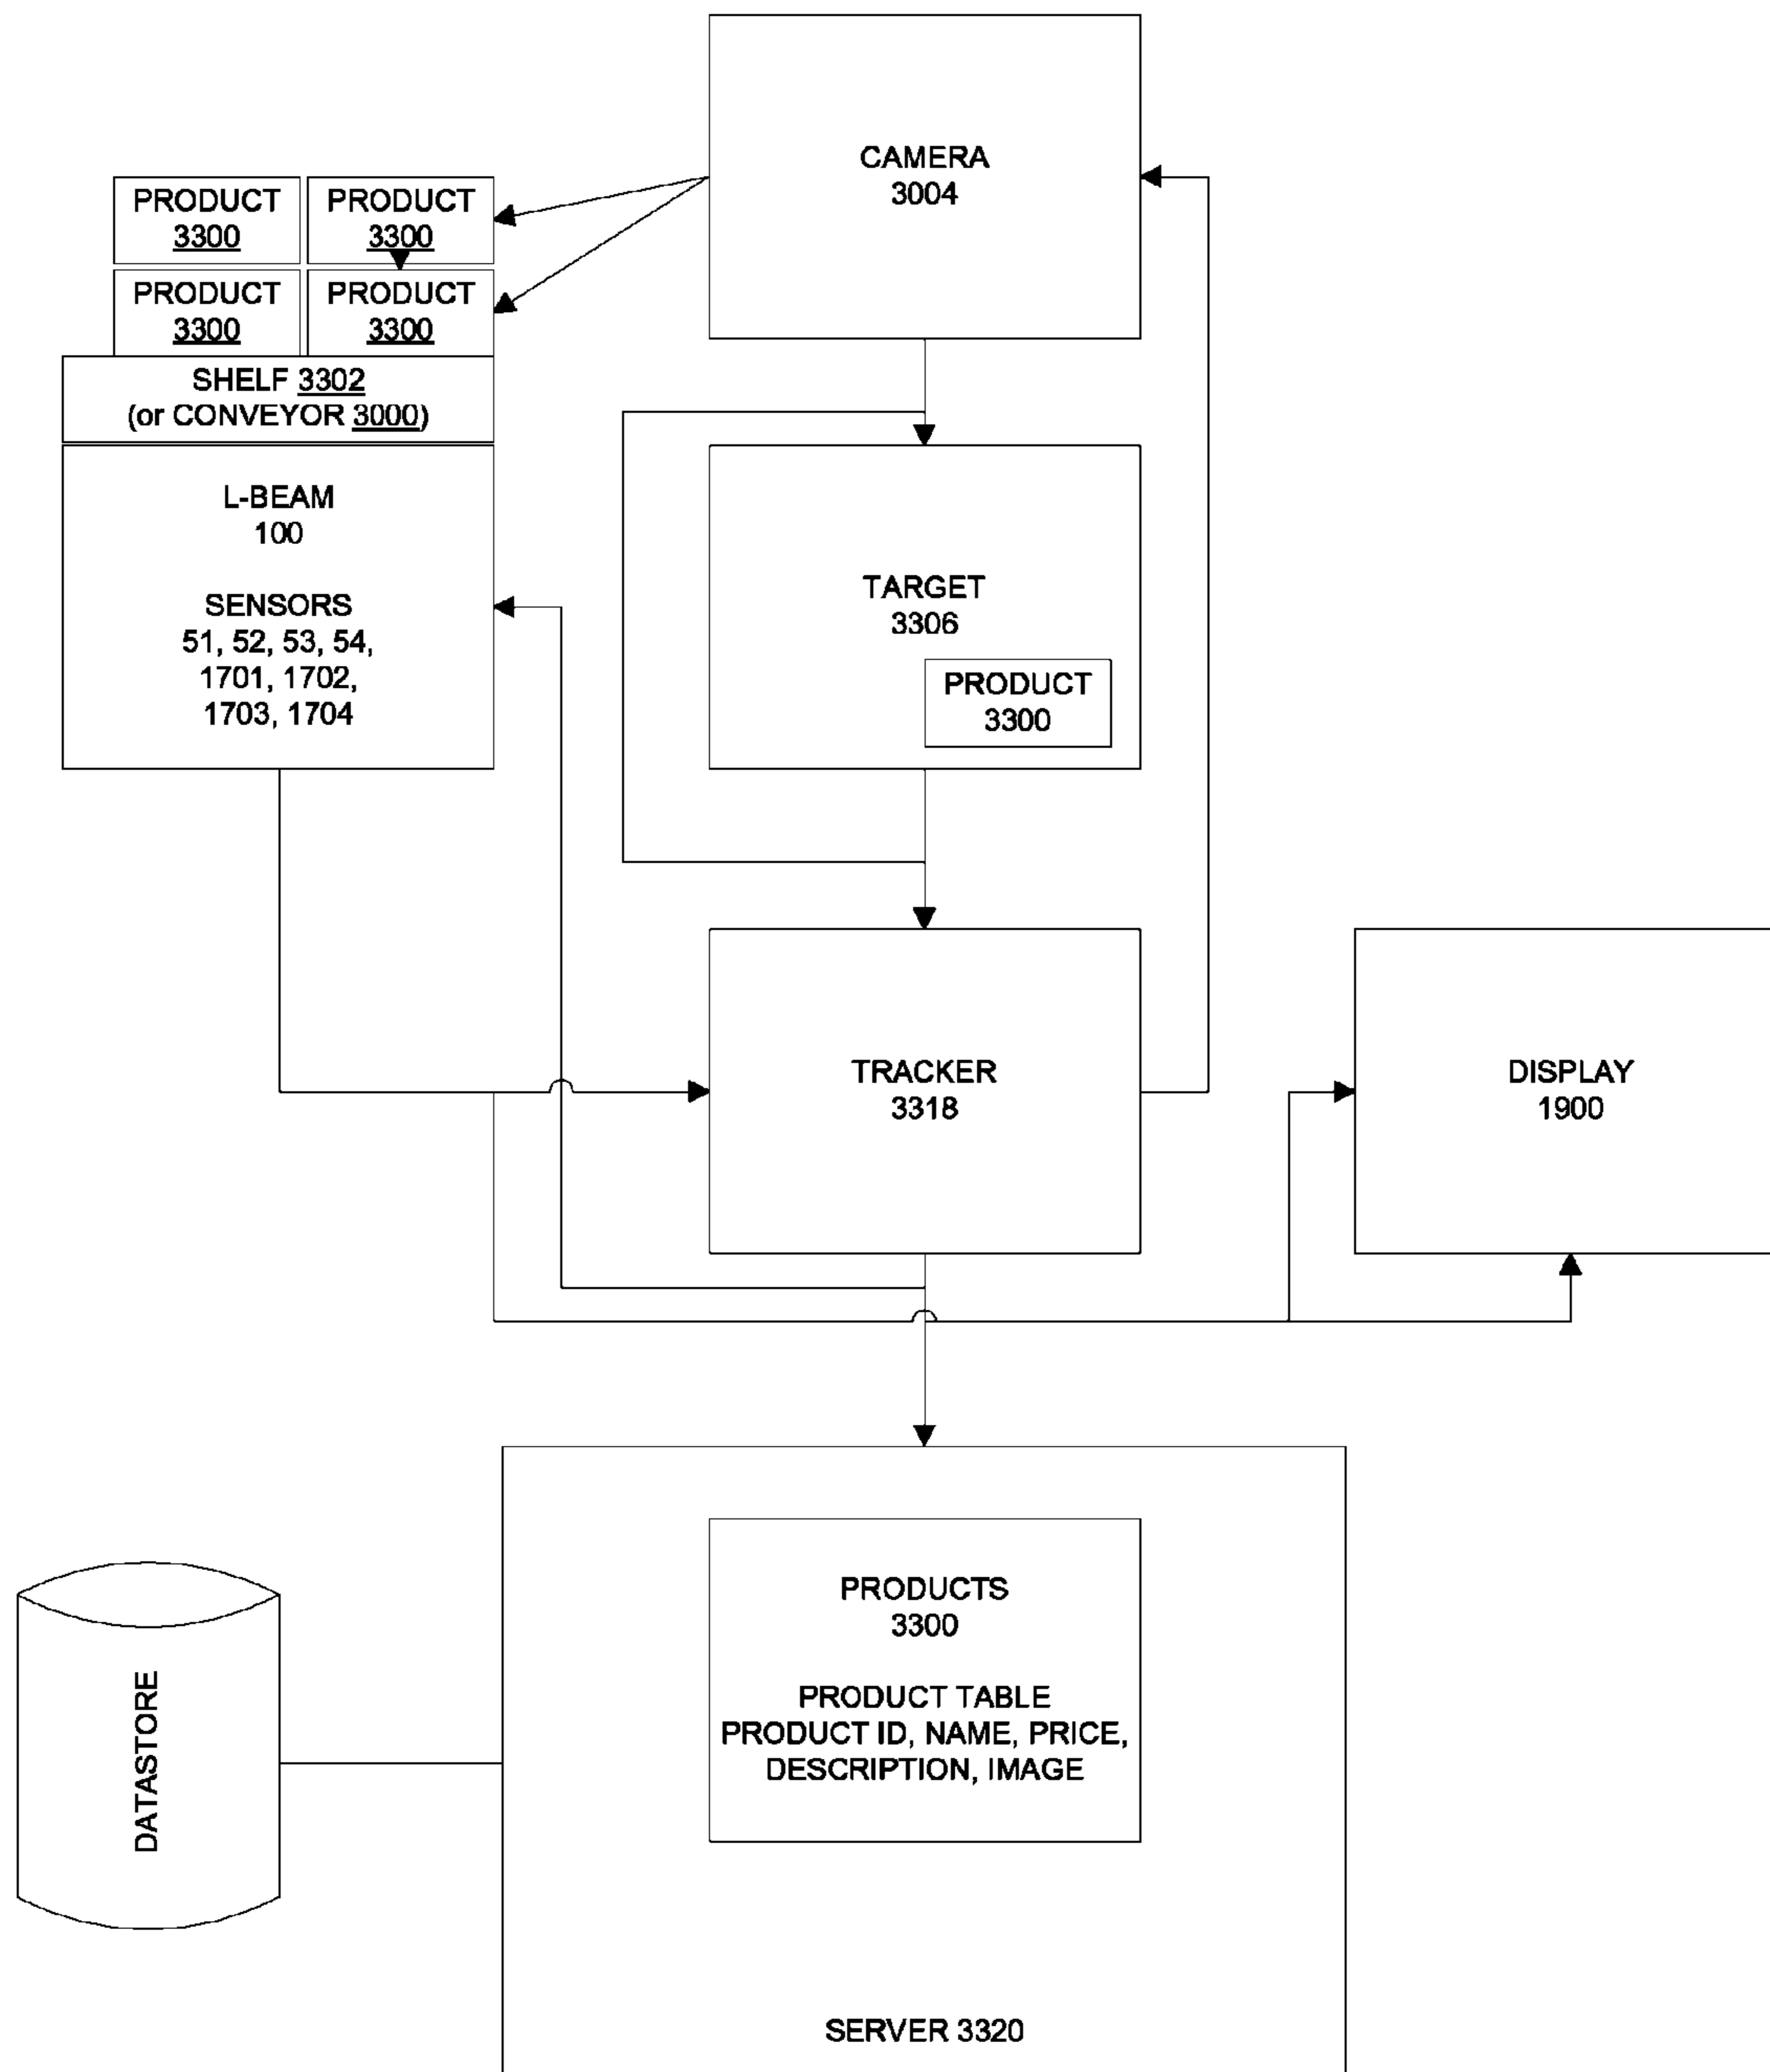 CAMERA
3004
PRODUCT
3300
PRODUCT
3300
PRODUCT
3300
PRODUCT
3300
SHELF 3302
(or CONVEYOR 3000)
L-BEAM
100
SENSORS
51, 52, 53, 54,
1701, 1702,
1703, 1704
TARGET
3306
PRODUCT
3300
TRACKER
3318
DISPLAY
1900
PRODUCTS
3300
PRODUCT TABLE
PRODUCT ID, NAME, PRICE,
DESCRIPTION, IMAGE
DATASTORE
SERVER 3320